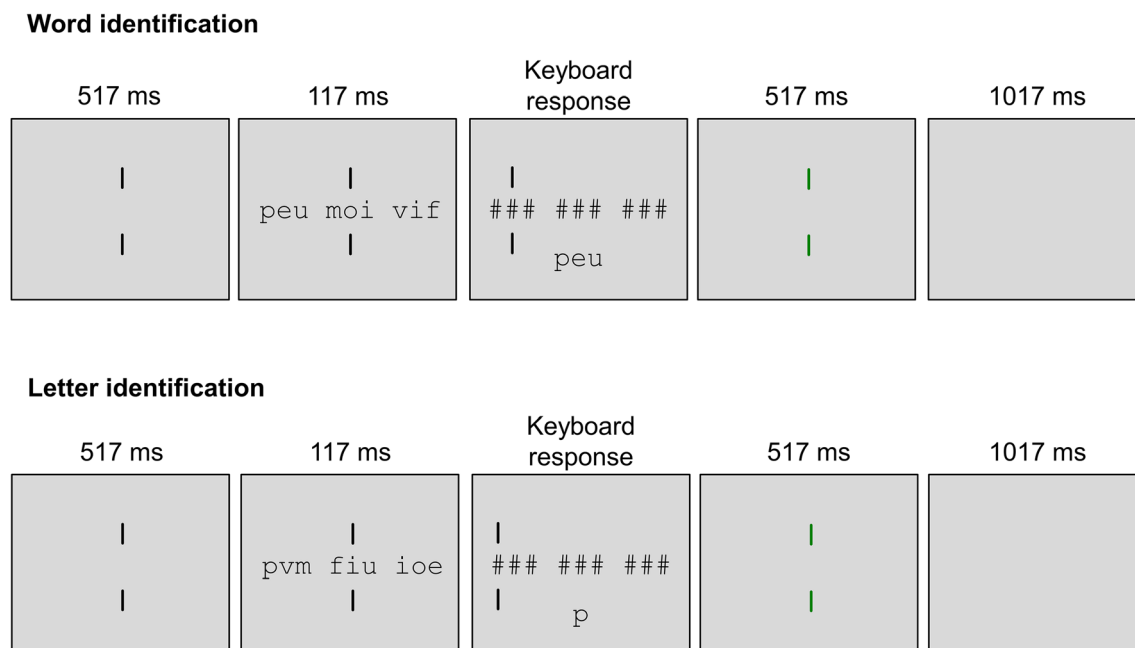 Word identification
517 ms
117 ms
Keyboard
response
517 ms
1017 ms
peu moi vif
### ### ###
peu
Letter identification
517 ms
117 ms
Keyboard
response
517 ms
1017 ms
pvm fiu ioe
### ### ###
p